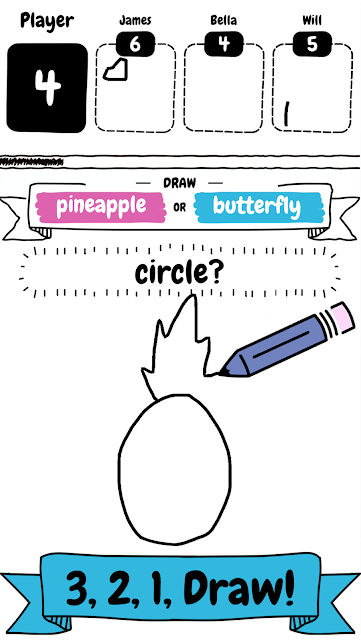 Player
4
James
6
Bella
4
Will
5
DRAW
pineapple OR butterfly
circle?
3, 2, 1, Draw!